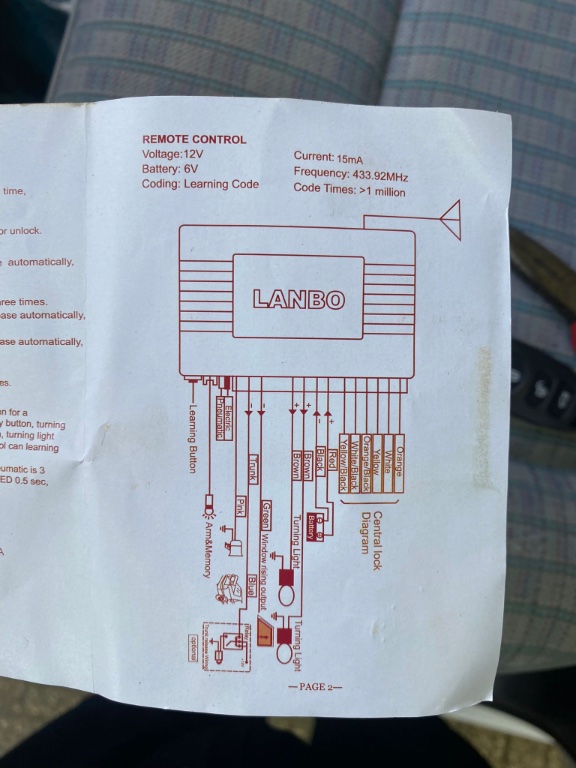 time,
or unlock.
automatically,
ree times.
ase automatically,
ase automatically,
es.
n for a
button, turning
, turning light
ol can learning
umatic is 3
ED 0.5 sec,
REMOTE CONTROL
Voltage:12V
Battery: 6V
Coding: Learning Code
Current: 15mA
Frequency: 433.92MHz
Code Times: >1 million
LANBO
Learning Button
Electric
Pneumatic
Arm&Memory
Pink
Trunk
Blue
Green
Window rising output
Brown
Brown
Turning Light
Turning Light
Black
Red
Battery
Yellow/Black
White/Black
Orange/Black
Yellow
White
Orange
Central lock
Diagram
optional
—PAGE 2—